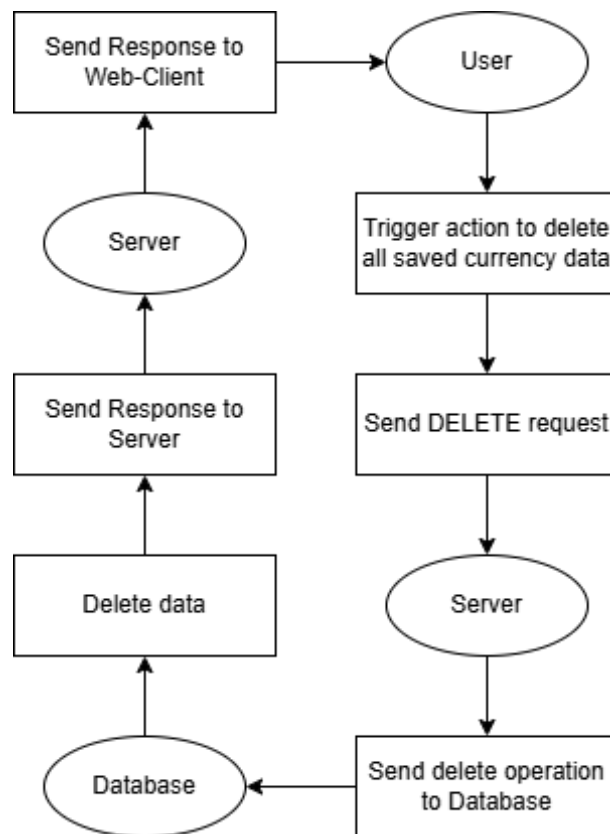 Send Response to
Web-Client
User
Server
Trigger action to delete
all saved currency data
Send Response to
Server
Send DELETE request
Delete data
Server
Database
Send delete operation
to Database